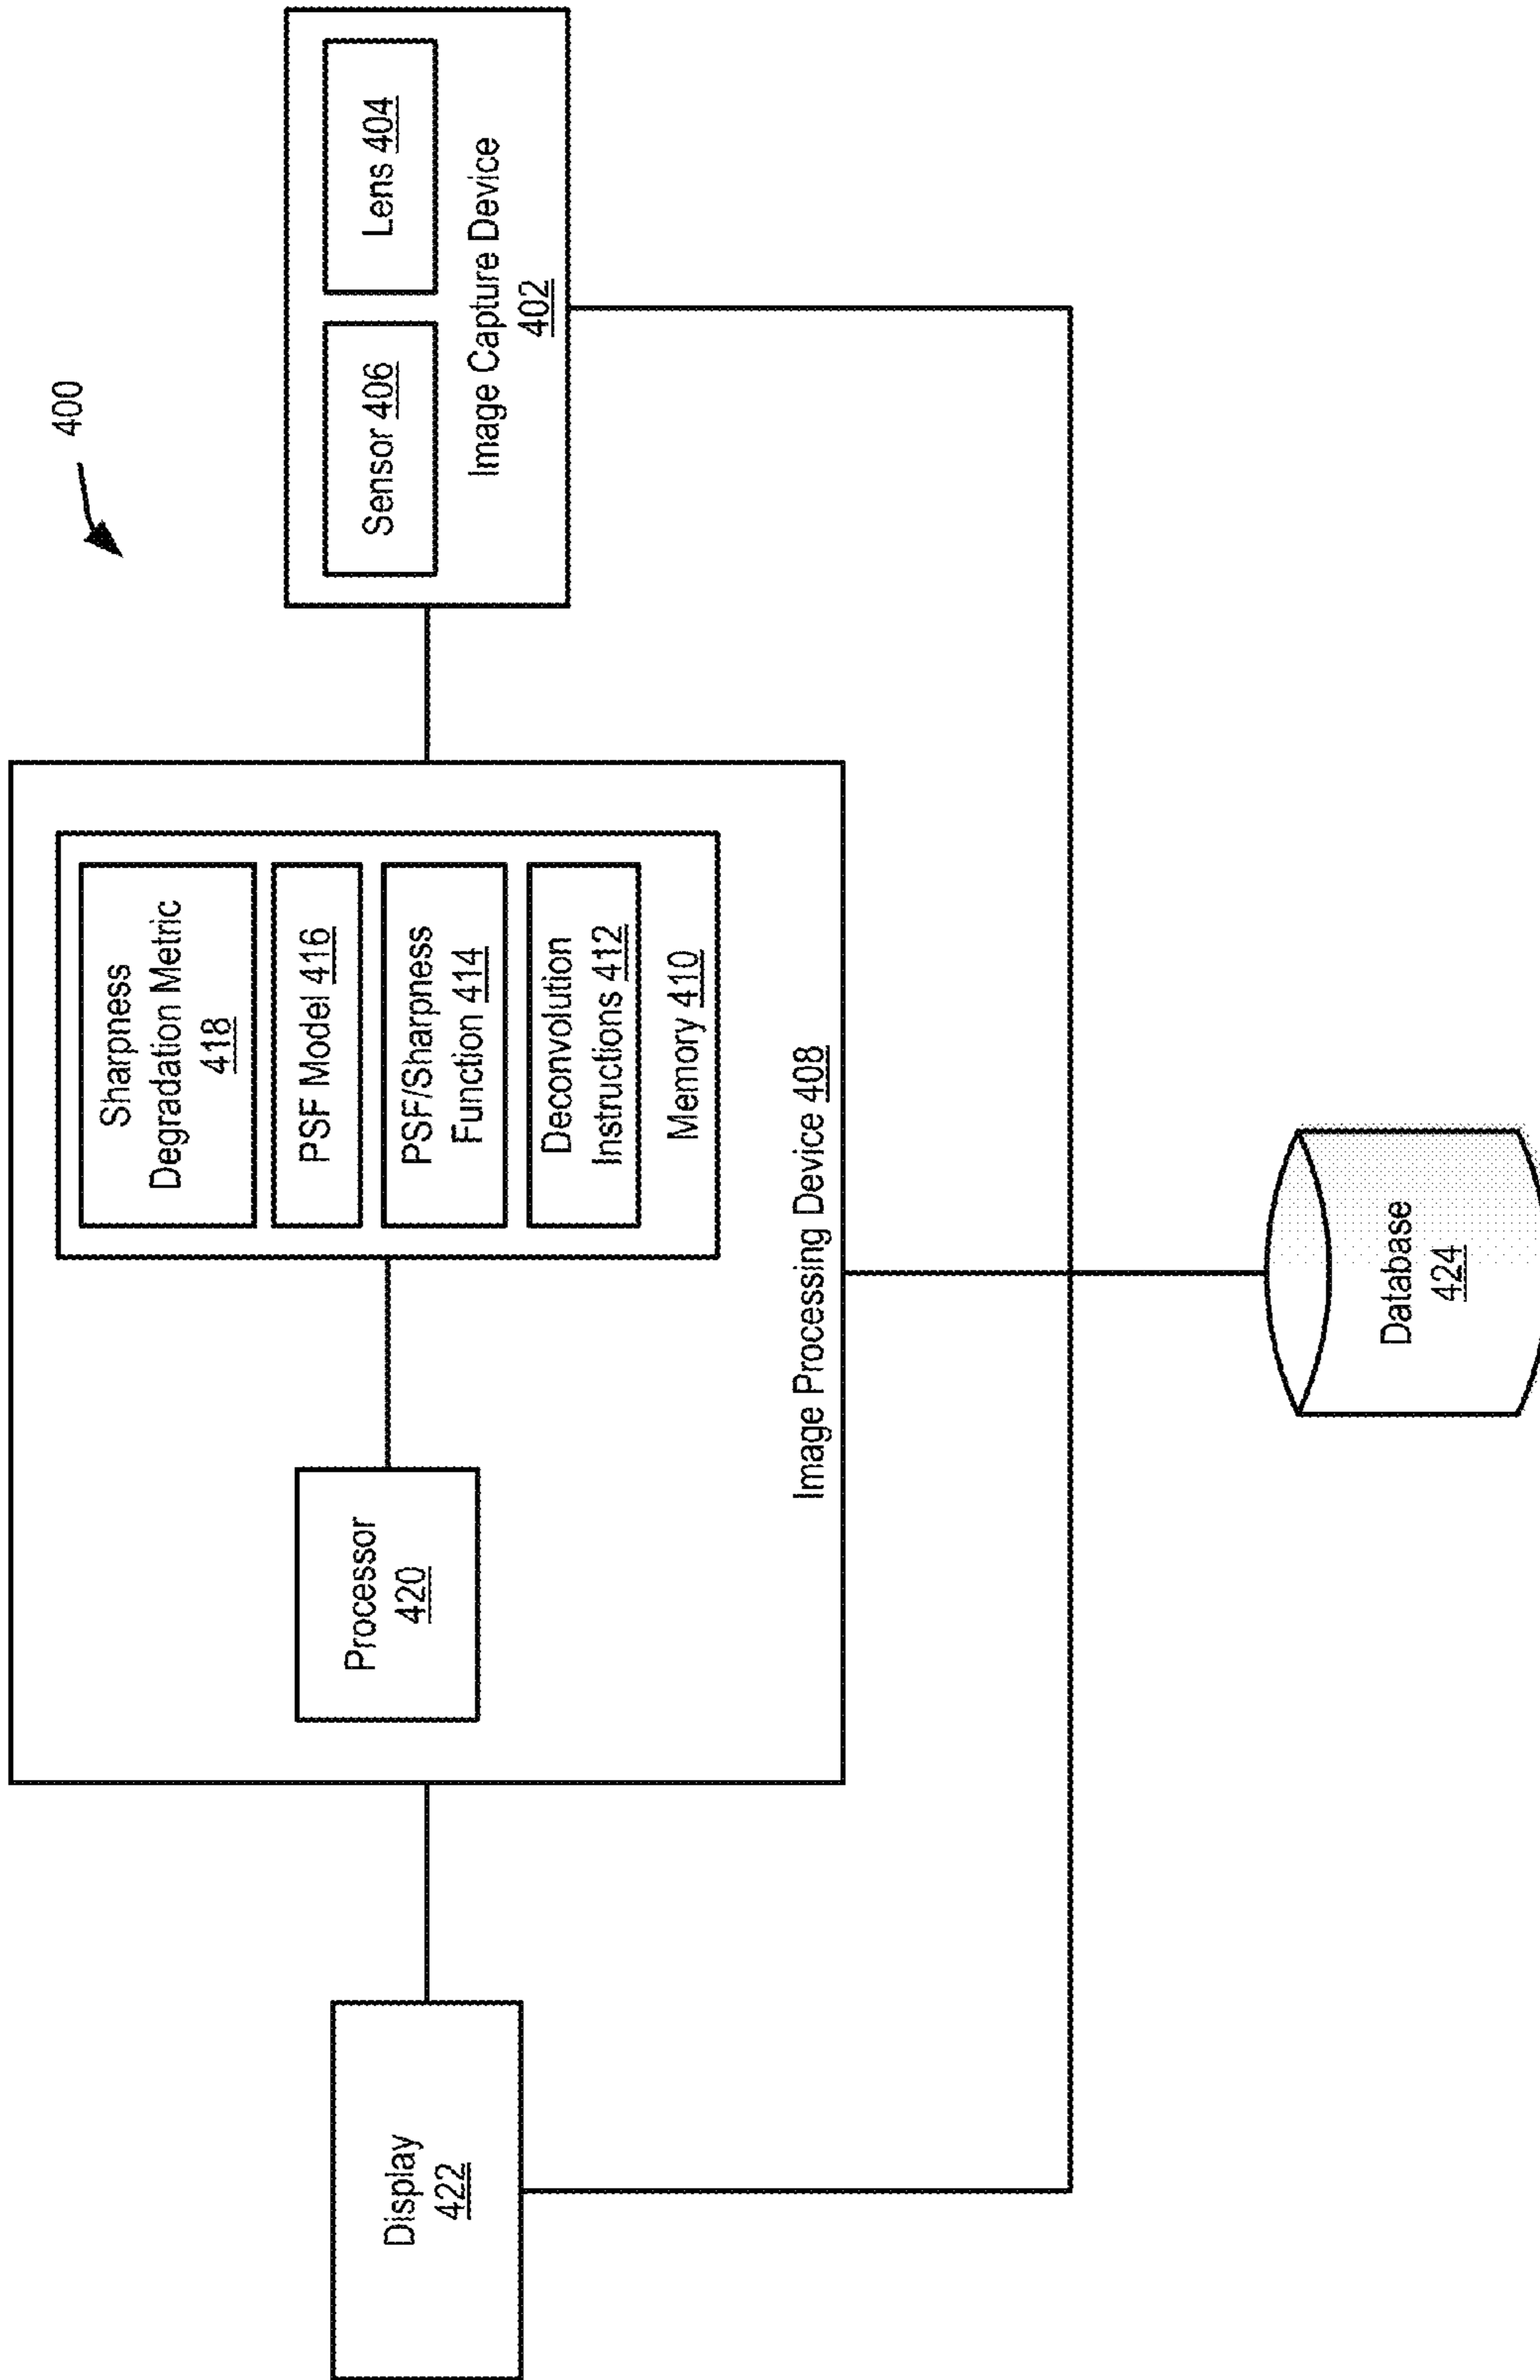 400
Display
422
Processor
420
Sharpness
Degradation Metric
418
PSF Model 416
PSF/Sharpness
Function 414
Deconvolution
Instructions 412
Memory 410
Image Processing Device 408
Sensor 406
Lens 404
Image Capture Device
402
Database
424